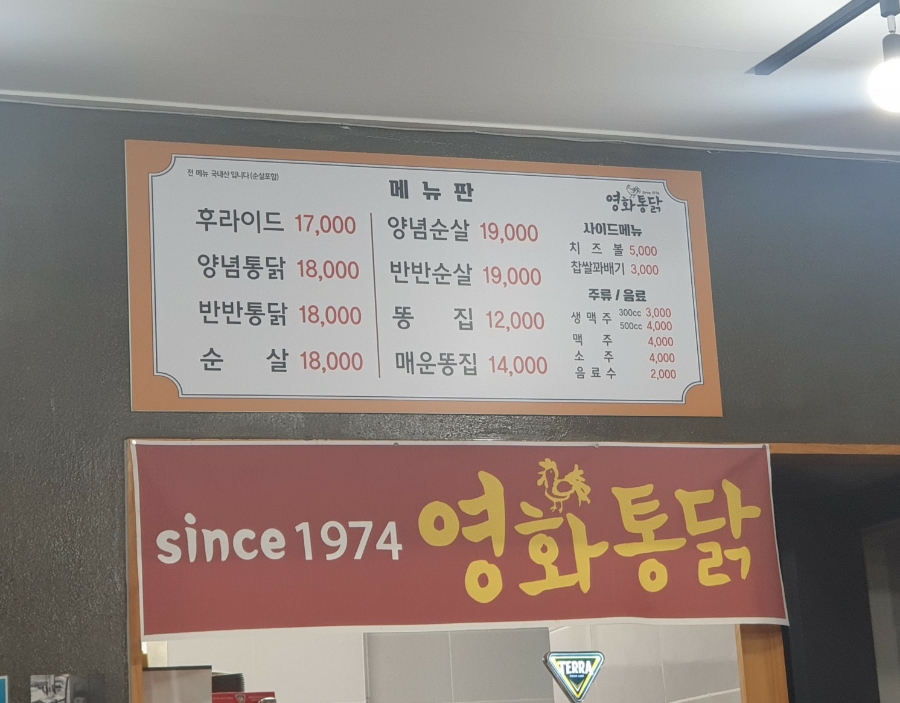 전 메뉴 국내산 입니다(순살포함)
메뉴판
후라이드 17,000
양념통닭 18,000
반반통닭 18,000
순 살 18,000
양념순살 19,000
반반순살 19,000
똥 집 12,000
매운똥집 14,000
Since 1974
영화통닭
사이드메뉴
치즈볼 5,000
찹쌀꽈배기 3,000
주류/음료
생맥주 300cc 3,000
500cc 4,000
맥 주 4,000
소 주 4,000
음료수 2,000
since 1974 영화통닭
TERRA